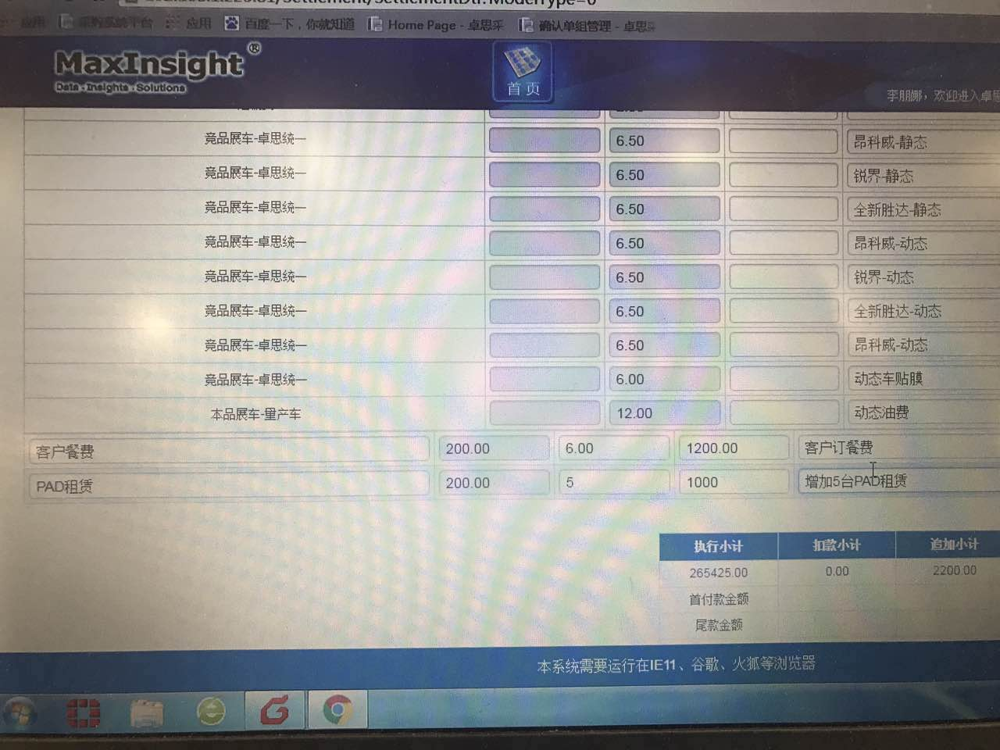 应用 采购系统平台 应用 百度一下，你就知道 Home Page - 卓思采 确认单组管理 - 卓思采
MaxInsight®
Data · Insights · Solutions
首页
李朋娜，欢迎进入卓思
竞品展车-卓思统一 6.50 昂科威-静态
竞品展车-卓思统一 6.50 锐界-静态
竞品展车-卓思统一 6.50 全新胜达-静态
竞品展车-卓思统一 6.50 昂科威-动态
竞品展车-卓思统一 6.50 锐界-动态
竞品展车-卓思统一 6.50 全新胜达-动态
竞品展车-卓思统一 6.50 昂科威-动态
竞品展车-卓思统一 6.00 动态车贴膜
本品展车-量产车 12.00 动态油费
客户餐费 200.00 6.00 1200.00 客户订餐费
PAD租赁 200.00 5 1000 增加5台PAD租赁
执行小计 扣款小计 追加小计
265425.00 0.00 2200.00
首付款金额
尾款金额
本系统需要运行在IE11、谷歌、火狐等浏览器